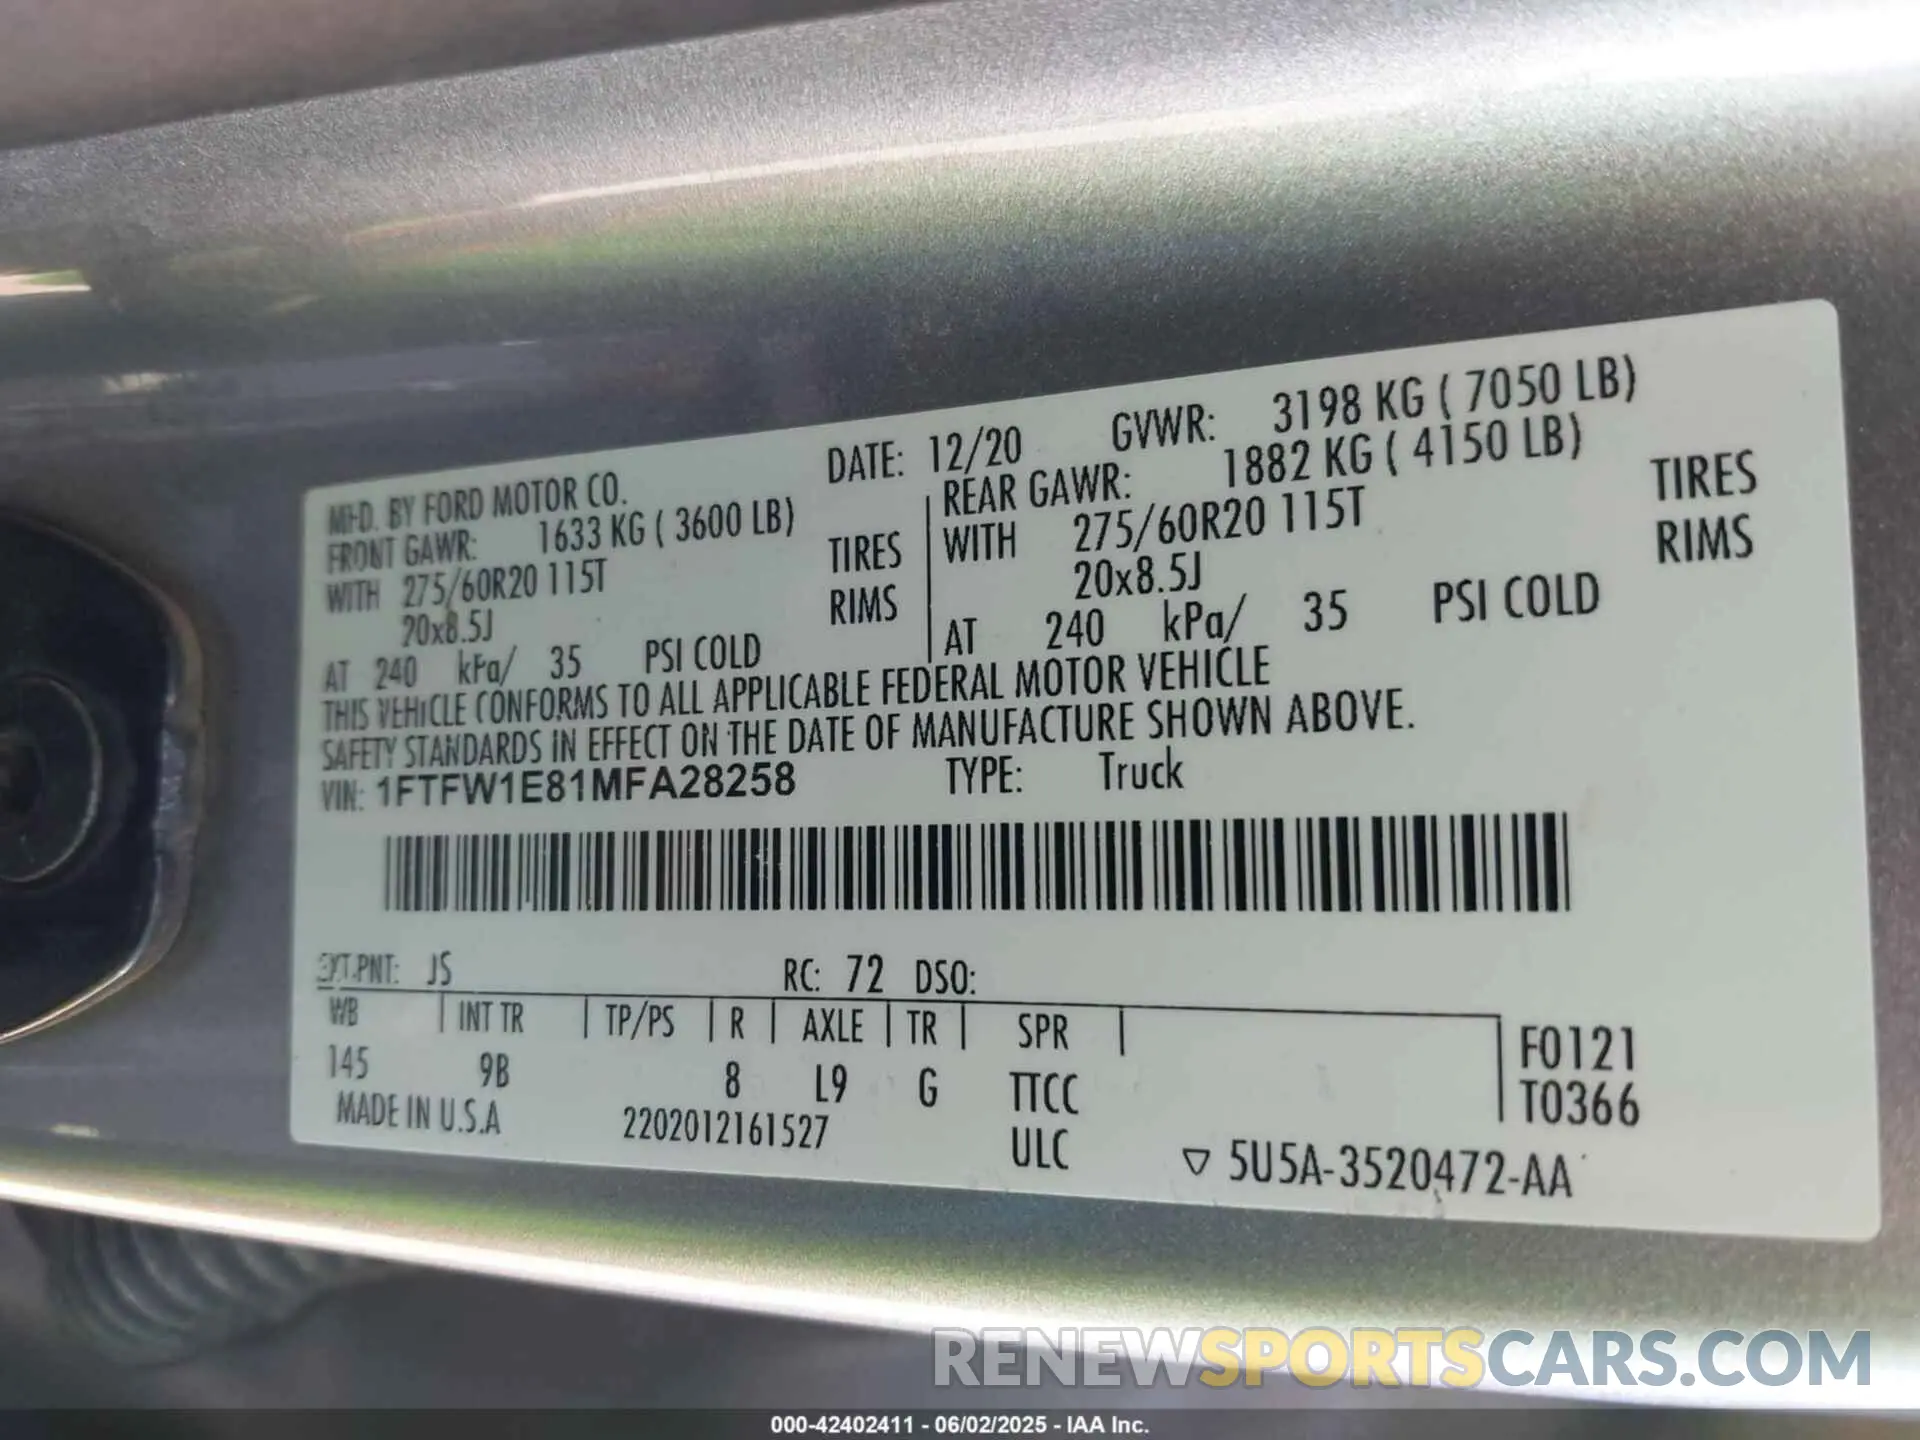 MFD. BY FORD MOTOR CO. DATE: 12/20 GVWR: 3198 KG ( 7050 LB)
FRONT GAWR: 1633 KG ( 3600 LB) REAR GAWR: 1882 KG ( 4150 LB)
WITH 275/60R20 115T TIRES WITH 275/60R20 115T TIRES
20x8.5J RIMS 20x8.5J RIMS
AT 240 kPa/ 35 PSI COLD AT 240 kPa/ 35 PSI COLD
THIS VEHICLE CONFORMS TO ALL APPLICABLE FEDERAL MOTOR VEHICLE
SAFETY STANDARDS IN EFFECT ON THE DATE OF MANUFACTURE SHOWN ABOVE.
VIN: 1FTFW1E81MFA28258 TYPE: Truck
EXT.PNT: JS RC: 72 DSO:
WB INT TR TP/PS R AXLE TR SPR F0121
145 9B 8 L9 G TTCC T0366
MADE IN U.S.A 2202012161527 ULC ▽ 5U5A-3520472-AA
RENEWSPORTSCARS.COM
000-42402411 - 06/02/2025 - IAA Inc.